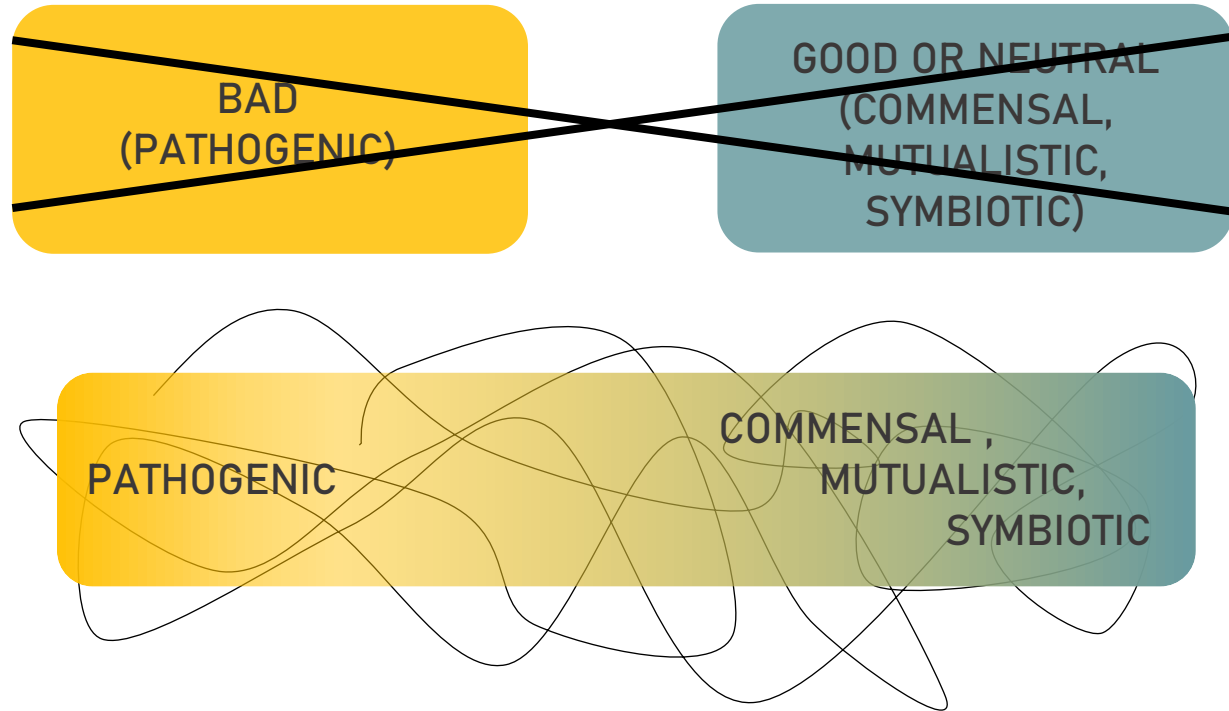 BAD
(PATHOGENIC)
GOOD OR NEUTRAL
(COMMENSAL,
MUTUALISTIC,
SYMBIOTIC)
PATHOGENIC
COMMENSAL ,
MUTUALISTIC,
SYMBIOTIC